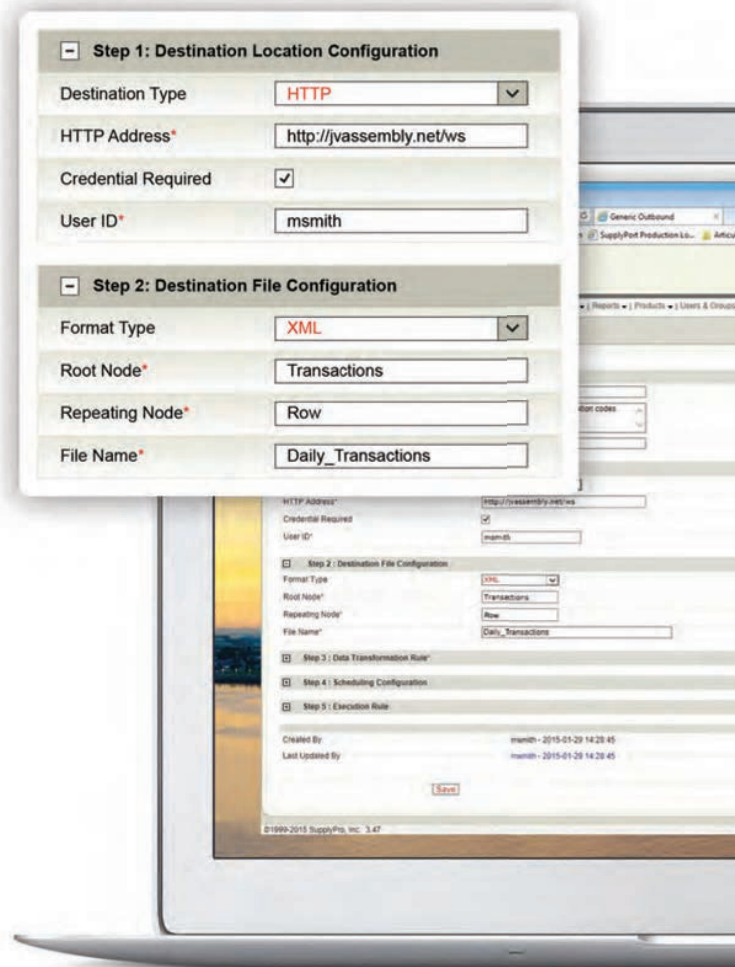 Step 1: Destination Location Configuration
Destination Type HTTP
HTTP Address* http://jvassembly.net/ws
Credential Required
User ID* msmith
Step 2: Destination File Configuration
Format Type XML
Root Node* Transactions
Repeating Node* Row
File Name* Daily_Transactions
Generic Outbound
SupplyPort Production Lo...
Reports | Products | Users & Groups
codes
HTTP Address* http://jvassembly.net/ws
Credential Required
User ID* msmith
Step 2 : Destination File Configuration
Format Type XML
Root Node* Transactions
Repeating Node* Row
File Name* Daily_Transactions
Step 3 : Data Transformation Rule*
Step 4 : Scheduling Configuration
Step 5 : Execution Rule
Created By msmith - 2015-01-29 14:28:45
Last Updated By msmith - 2015-01-29 14:28:45
Save
©1999-2015 SupplyPro, Inc. 3.47